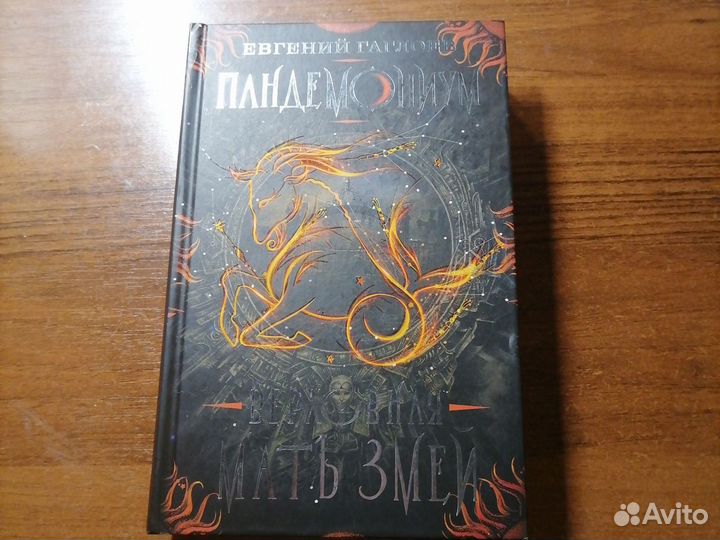 ЕВГЕНИЙ ГАГЛОЕВ
ПАНДЕМОНИУМ
ВЕРХОВНАЯ
МАТЬ ЗМЕЙ
Avito